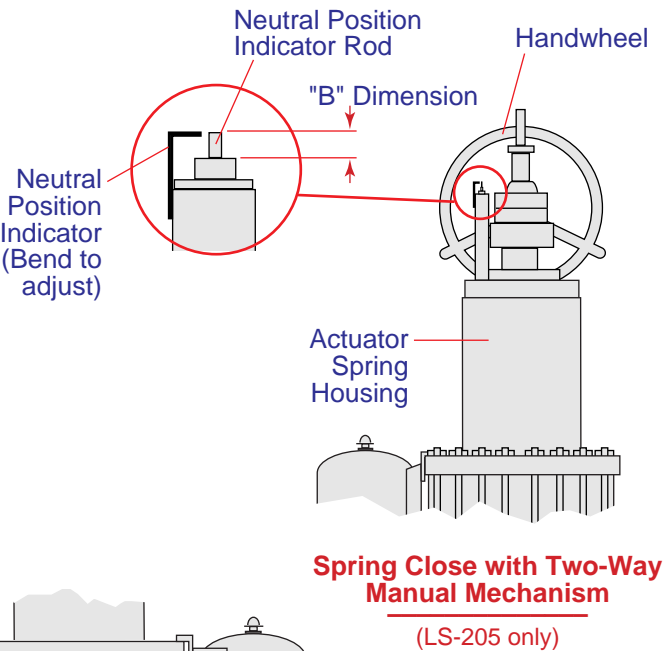 Neutral Position
Indicator Rod
Handwheel
"B" Dimension
Neutral
Position
Indicator
(Bend to
adjust)
Actuator
Spring
Housing
Spring Close with Two-Way
Manual Mechanism
(LS-205 only)